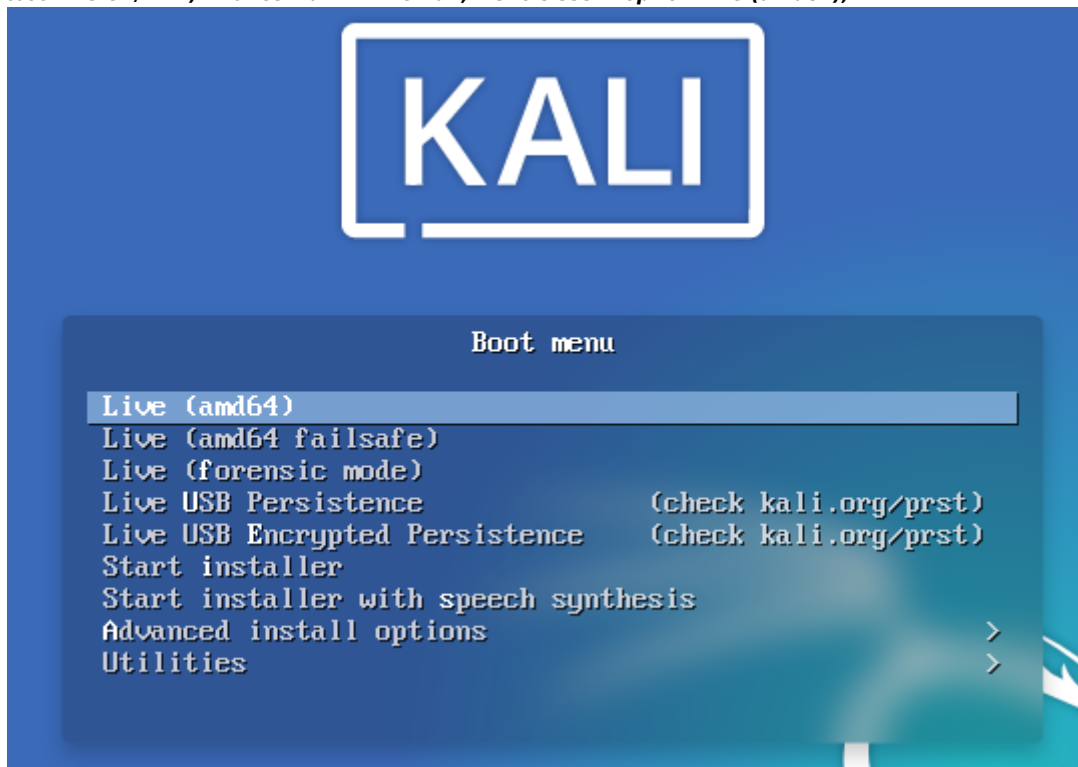 KALI
Boot menu
Live (amd64)
Live (amd64 failsafe)
Live (forensic mode)
Live USB Persistence (check kali.org/prst)
Live USB Encrypted Persistence (check kali.org/prst)
Start installer
Start installer with speech synthesis
Advanced install options >
Utilities >